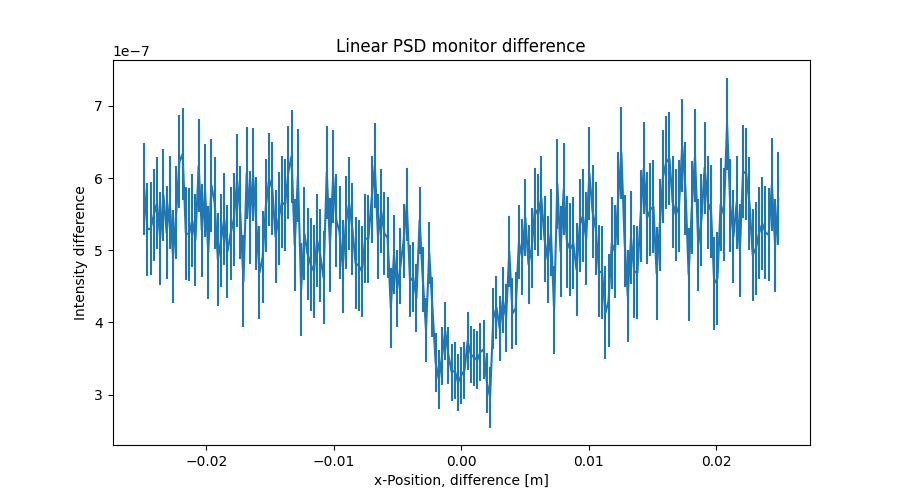 Linear PSD monitor difference
1e−7
7
6
5
4
3
Intensity difference
−0.02 −0.01 0.00 0.01 0.02
x-Position, difference [m]